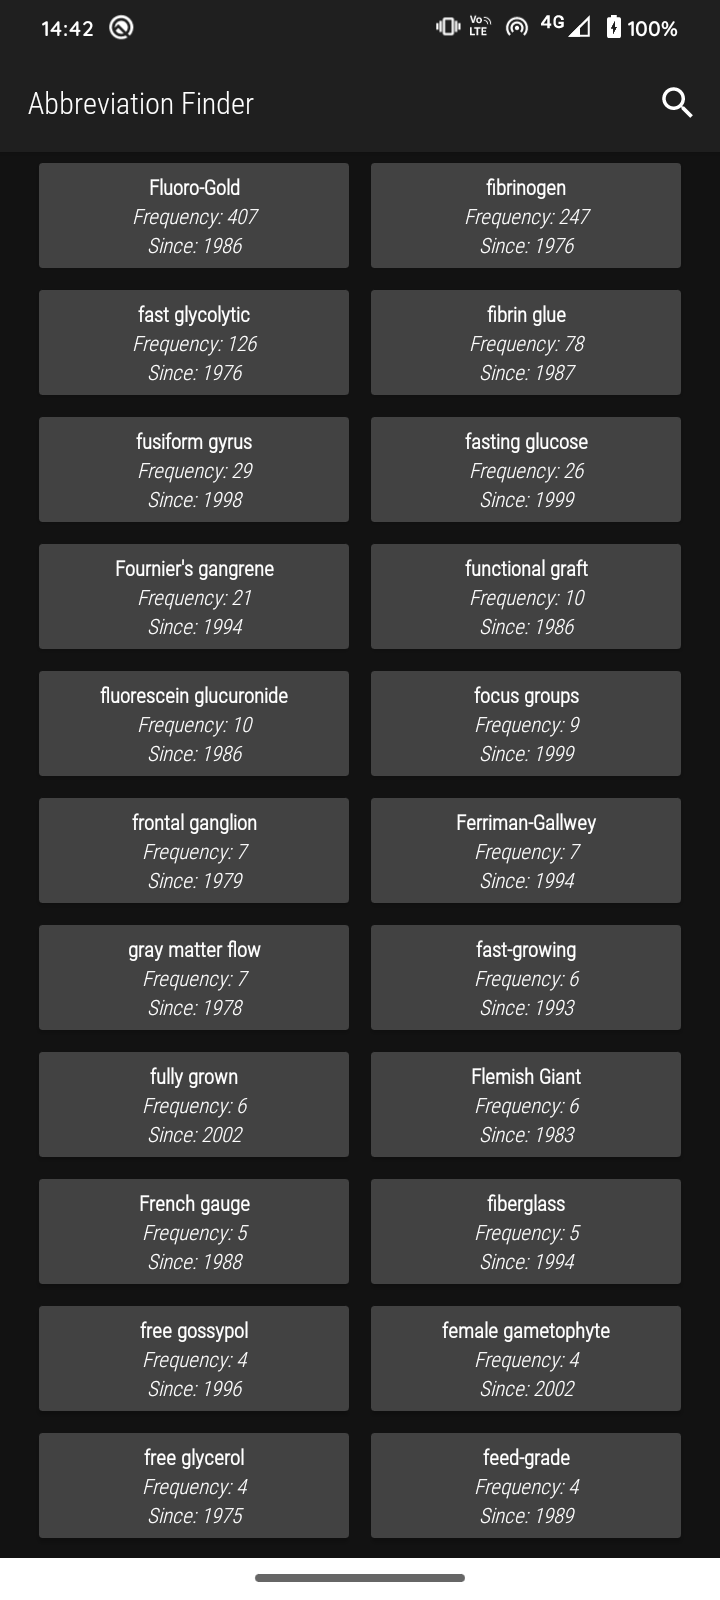 14:42
Vo LTE
4G
100%
Abbreviation Finder
Fluoro-Gold
Frequency: 407
Since: 1986
fibrinogen
Frequency: 247
Since: 1976
fast glycolytic
Frequency: 126
Since: 1976
fibrin glue
Frequency: 78
Since: 1987
fusiform gyrus
Frequency: 29
Since: 1998
fasting glucose
Frequency: 26
Since: 1999
Fournier's gangrene
Frequency: 21
Since: 1994
functional graft
Frequency: 10
Since: 1986
fluorescein glucuronide
Frequency: 10
Since: 1986
focus groups
Frequency: 9
Since: 1999
frontal ganglion
Frequency: 7
Since: 1979
Ferriman-Gallwey
Frequency: 7
Since: 1994
gray matter flow
Frequency: 7
Since: 1978
fast-growing
Frequency: 6
Since: 1993
fully grown
Frequency: 6
Since: 2002
Flemish Giant
Frequency: 6
Since: 1983
French gauge
Frequency: 5
Since: 1988
fiberglass
Frequency: 5
Since: 1994
free gossypol
Frequency: 4
Since: 1996
female gametophyte
Frequency: 4
Since: 2002
free glycerol
Frequency: 4
Since: 1975
feed-grade
Frequency: 4
Since: 1989